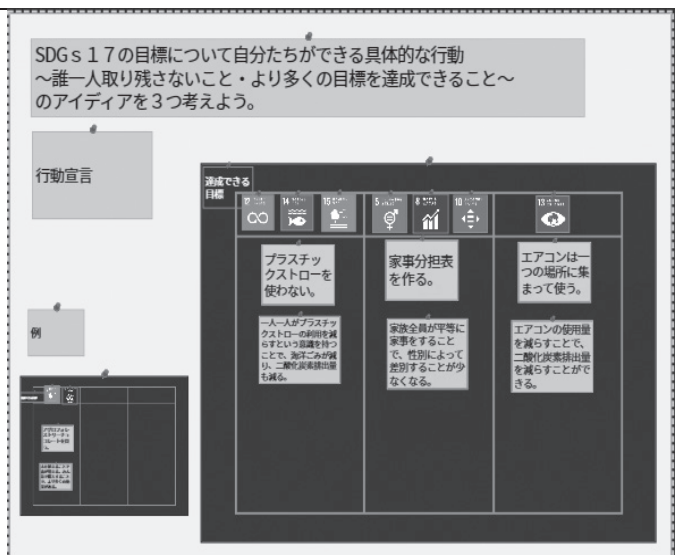 SDGｓ１７の目標について自分たちができる具体的な行動
～誰一人取り残さないこと・より多くの目標を達成できること～
のアイディアを３つ考えよう。
行動宣言
達成できる
目標
12
14
15
5
8
10
13
プラスチッ
クストローを
使わない。
家事分担表
を作る。
エアコンは一
つの場所に集
まって使う。
一人一人がプラスチッ
クストローの利用を減
らすという意識を持つ
ことで、海洋ごみが減
り、二酸化炭素排出量
も減る。
家族全員が平等に
家事をすること
で、性別によって
差別することが少
なくなる。
エアコンの使用量
を減らすことで、
二酸化炭素排出量
を減らすことがで
きる。
例